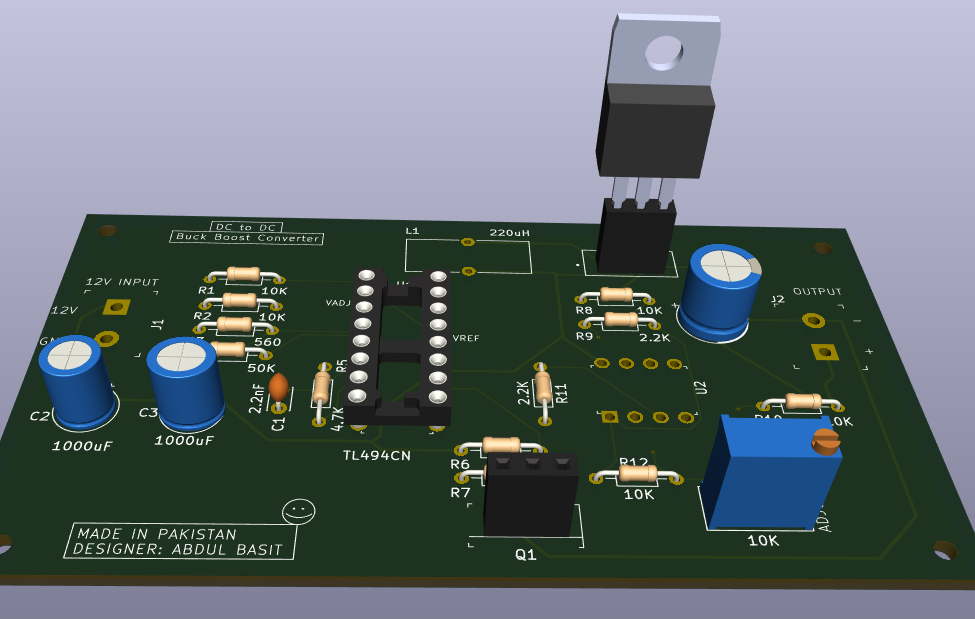 DC to DC
Buck Boost Converter
L1
220uH
12V INPUT
12V
J1
R1
10K
R2
10K
560
50K
VADJ
VREF
R8
10K
R9
2.2K
J2
OUTPUT
-
+
C2
1000uF
C3
1000uF
2.2nF
C1
R5
4.7K
TL494CN
2.2K
R11
U2
R6
R7
R12
10K
Q1
10K
MADE IN PAKISTAN
DESIGNER: ABDUL BASIT